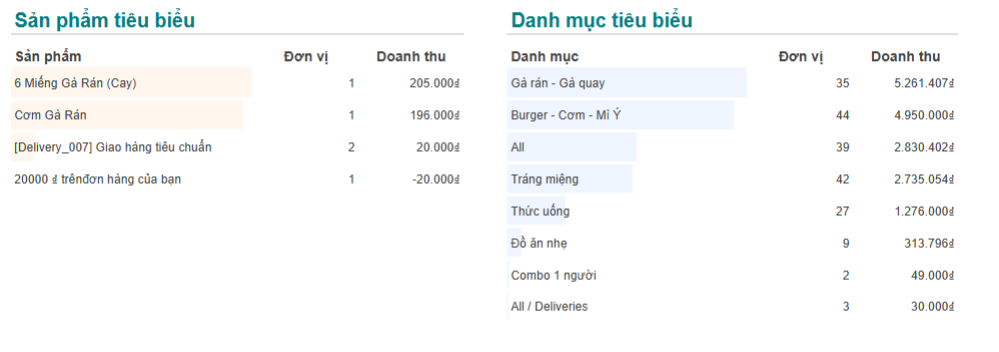 Sản phẩm tiêu biểu
Sản phẩm Đơn vị Doanh thu
6 Miếng Gà Rán (Cay) 1 205.000₫
Cơm Gà Rán 1 196.000₫
[Delivery_007] Giao hàng tiêu chuẩn 2 20.000₫
20000 ₫ trênđơn hàng của bạn 1 -20.000₫
Danh mục tiêu biểu
Danh mục Đơn vị Doanh thu
Gà rán - Gà quay 35 5.261.407₫
Burger - Cơm - Mì Ý 44 4.950.000₫
All 39 2.830.402₫
Tráng miệng 42 2.735.054₫
Thức uống 27 1.276.000₫
Đồ ăn nhẹ 9 313.796₫
Combo 1 người 2 49.000₫
All / Deliveries 3 30.000₫